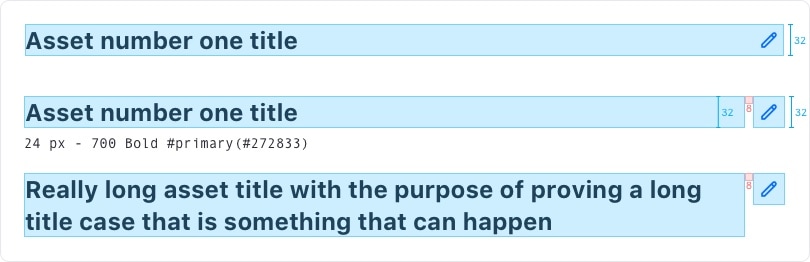 Asset number one title
32
Asset number one title
32
8
32
24 px - 700 Bold #primary(#272833)
Really long asset title with the purpose of proving a long
8
title case that is something that can happen